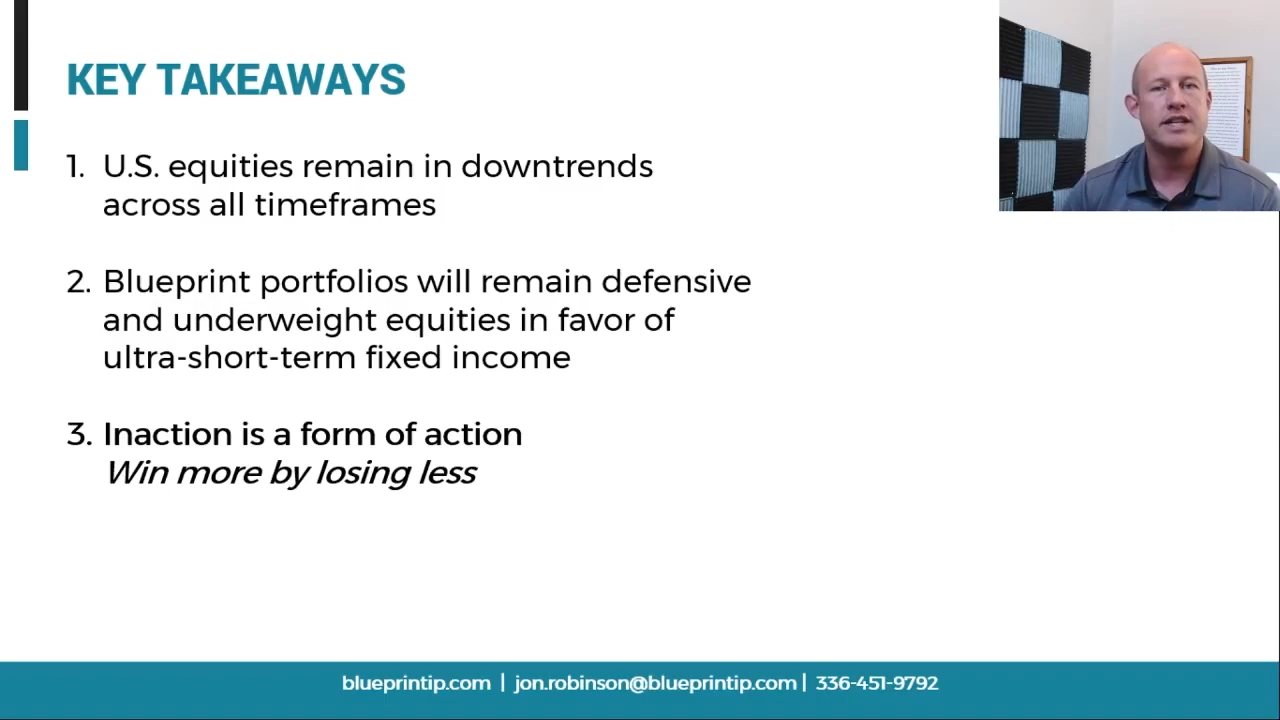 KEY TAKEAWAYS
1. U.S. equities remain in downtrends
across all timeframes
2. Blueprint portfolios will remain defensive
and underweight equities in favor of
ultra-short-term fixed income
3. Inaction is a form of action
Win more by losing less
blueprintip.com | jon.robinson@blueprintip.com | 336-451-9792